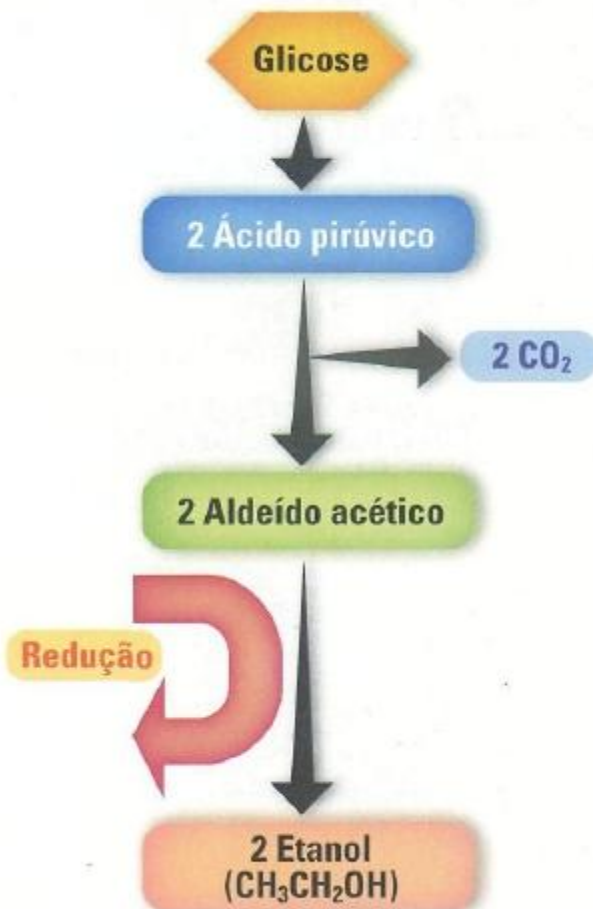 Glicose
2 Ácido pirúvico
2 CO₂
2 Aldeído acético
Redução
2 Etanol
(CH₃CH₂OH)